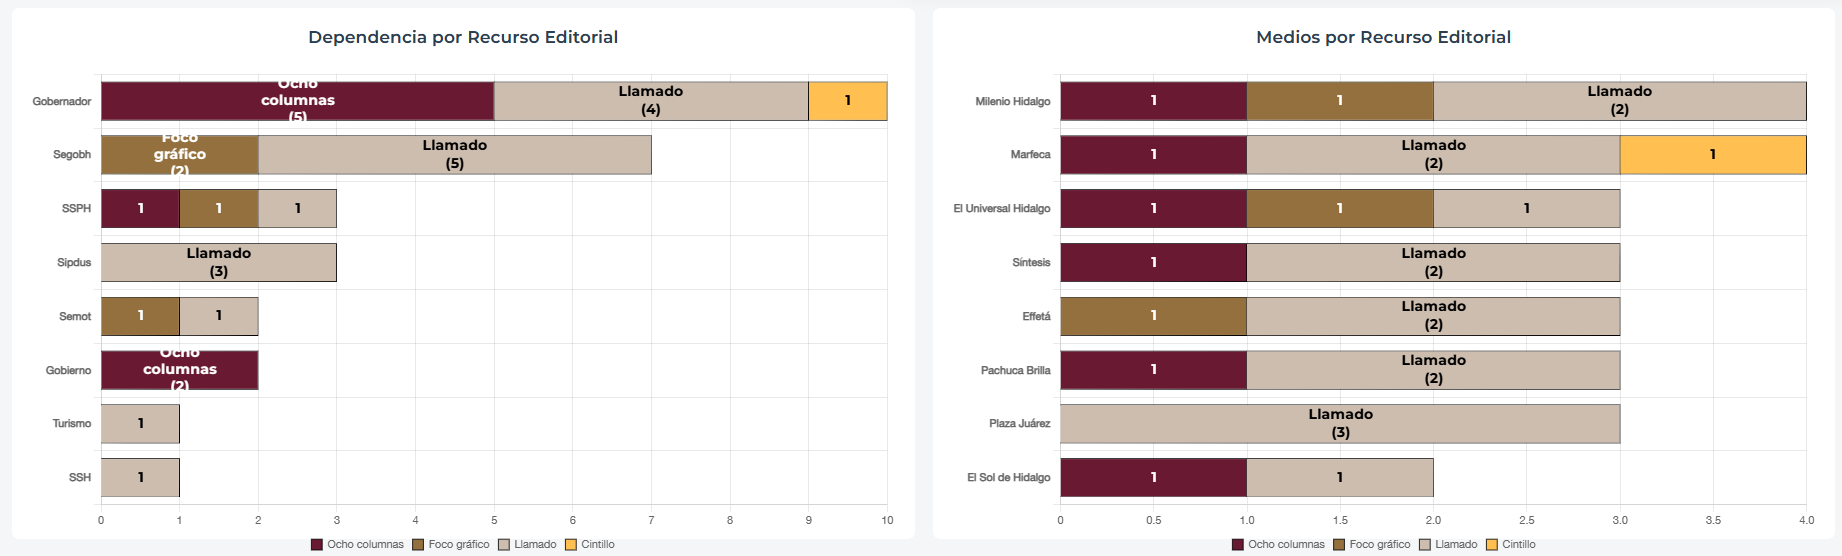 Dependencia por Recurso Editorial
Gobernador
Ocho
columnas
(5)
Llamado
(4)
1
Segobh
Foco
gráfico
(2)
Llamado
(5)
SSPH
1
1
1
Sipdus
Llamado
(3)
Semot
1
1
Gobierno
Ocho
columnas
(2)
Turismo
1
SSH
1
0 1 2 3 4 5 6 7 8 9 10
Ocho columnas Foco gráfico Llamado Cintillo
Medios por Recurso Editorial
Milenio Hidalgo
1
1
Llamado
(2)
Marfeca
1
Llamado
(2)
1
El Universal Hidalgo
1
1
1
Síntesis
1
Llamado
(2)
Effetá
1
Llamado
(2)
Pachuca Brilla
1
Llamado
(2)
Plaza Juárez
Llamado
(3)
El Sol de Hidalgo
1
1
0 0.5 1.0 1.5 2.0 2.5 3.0 3.5 4.0
Ocho columnas Foco gráfico Llamado Cintillo